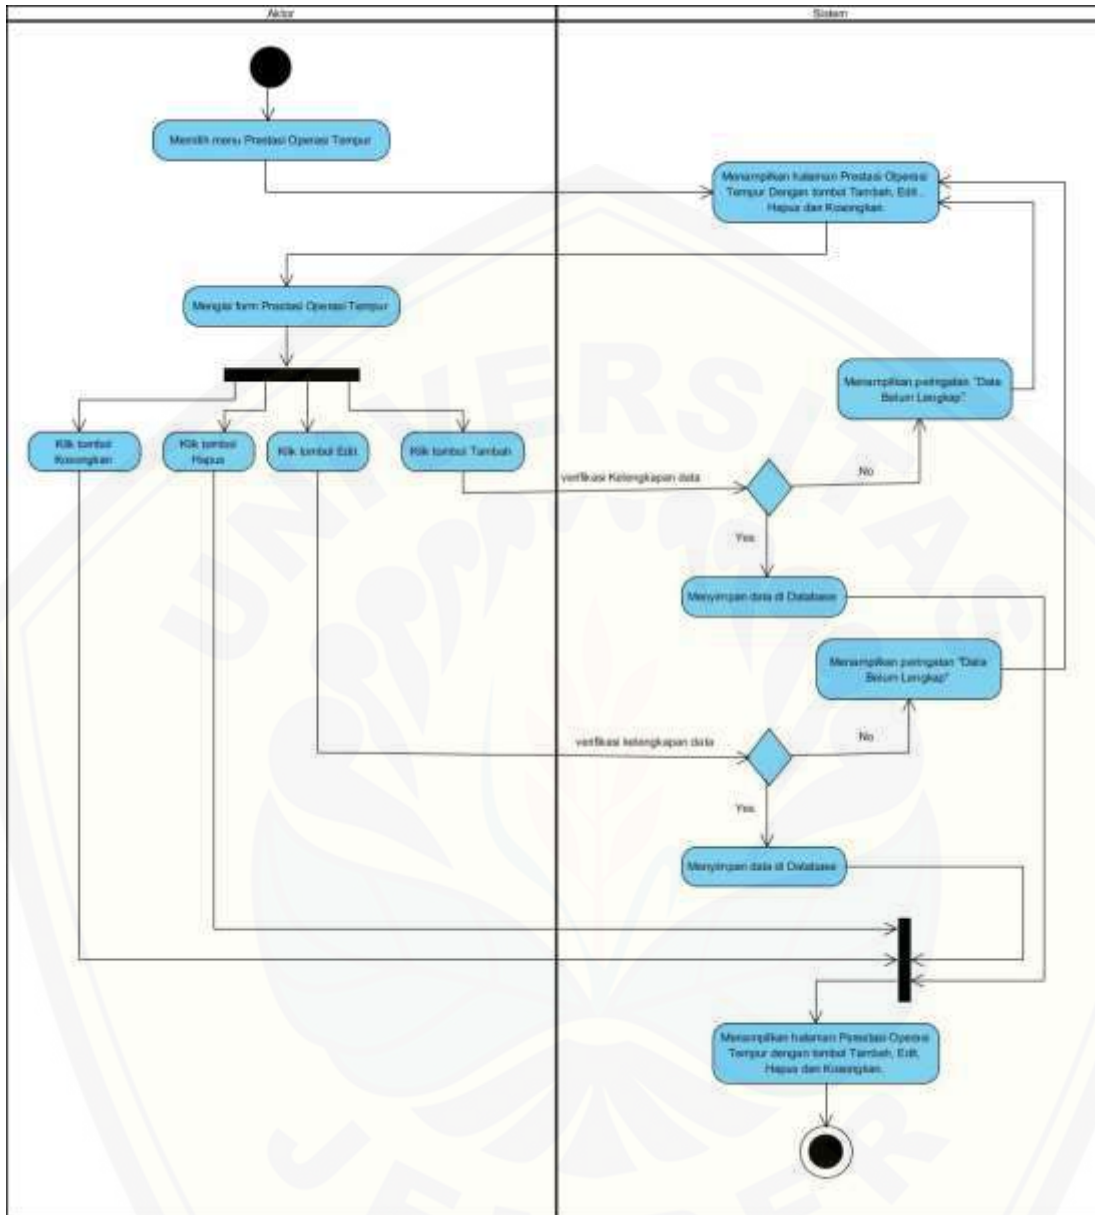 Aktor
Sistem
Memilih menu Prestasi Operasi Tempur
Menampilkan halaman Prestasi Operasi
Tempur Dengan tombol Tambah, Edit ,
Hapus dan Kosongkan.
Mengisi form Prestasi Operasi Tempur
Menampilkan peringatan "Data
Belum Lengkap"
Klik tombol
Kosongkan
Klik tombol
Hapus
Klik tombol Edit
Klik tombol Tambah
verifikasi Kelengkapan data
No
Yes
Menyimpan data di Database
Menampilkan peringatan "Data
Belum Lengkap"
verifikasi kelengkapan data
No
Yes
Menyimpan data di Database
Menampilkan halaman Presetasi Operasi
Tempur dengan tombol Tambah, Edit,
Hapus dan Kosongkan.
UNIVERSITAS
JEMBER